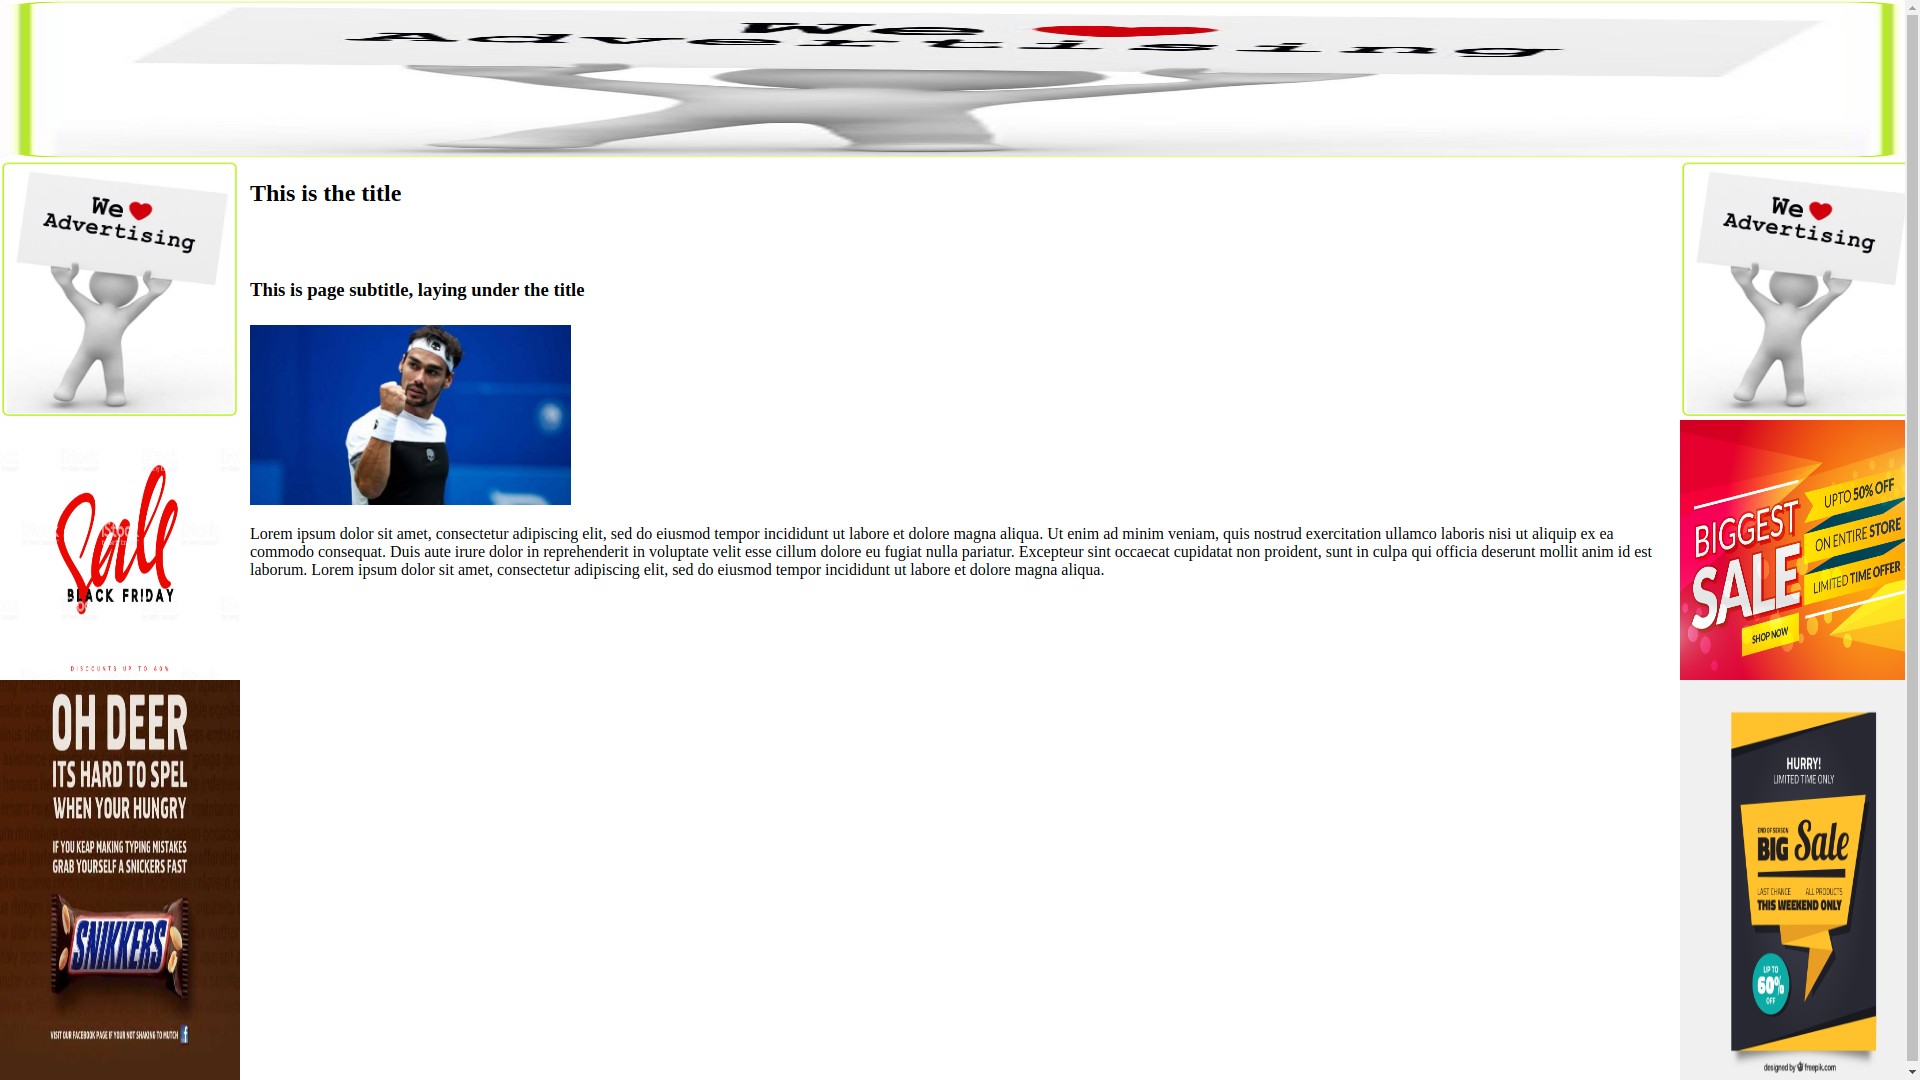 We
Advertising
We
Advertising
This is the title
This is page subtitle, laying under the title
Lorem ipsum dolor sit amet, consectetur adipiscing elit, sed do eiusmod tempor incididunt ut labore et dolore magna aliqua. Ut enim ad minim veniam, quis nostrud exercitation ullamco laboris nisi ut aliquip ex ea
commodo consequat. Duis aute irure dolor in reprehenderit in voluptate velit esse cillum dolore eu fugiat nulla pariatur. Excepteur sint occaecat cupidatat non proident, sunt in culpa qui officia deserunt mollit anim id est
laborum. Lorem ipsum dolor sit amet, consectetur adipiscing elit, sed do eiusmod tempor incididunt ut labore et dolore magna aliqua.
Sale
BLACK FRIDAY
DISCOUNTS UP TO 60%
OH DEER
ITS HARD TO SPEL
WHEN YOUR HUNGRY
IF YOU KEAP MAKING TYPING MISTAKES
GRAB YOURSELF A SNICKERS FAST
SNIKKERS
VISIT OUR FACEBOOK PAGE IF YOUR NOT SHAKING TO MUTCH
We
Advertising
BIGGEST
SALE
SHOP NOW
UPTO 50% OFF
ON ENTIRE STORE
LIMITED TIME OFFER
HURRY!
LIMITED TIME ONLY
END OF SEASON
BIG Sale
LAST CHANCE ALL PRODUCTS
THIS WEEKEND ONLY
UP TO
60%
OFF
designed by freepik.com